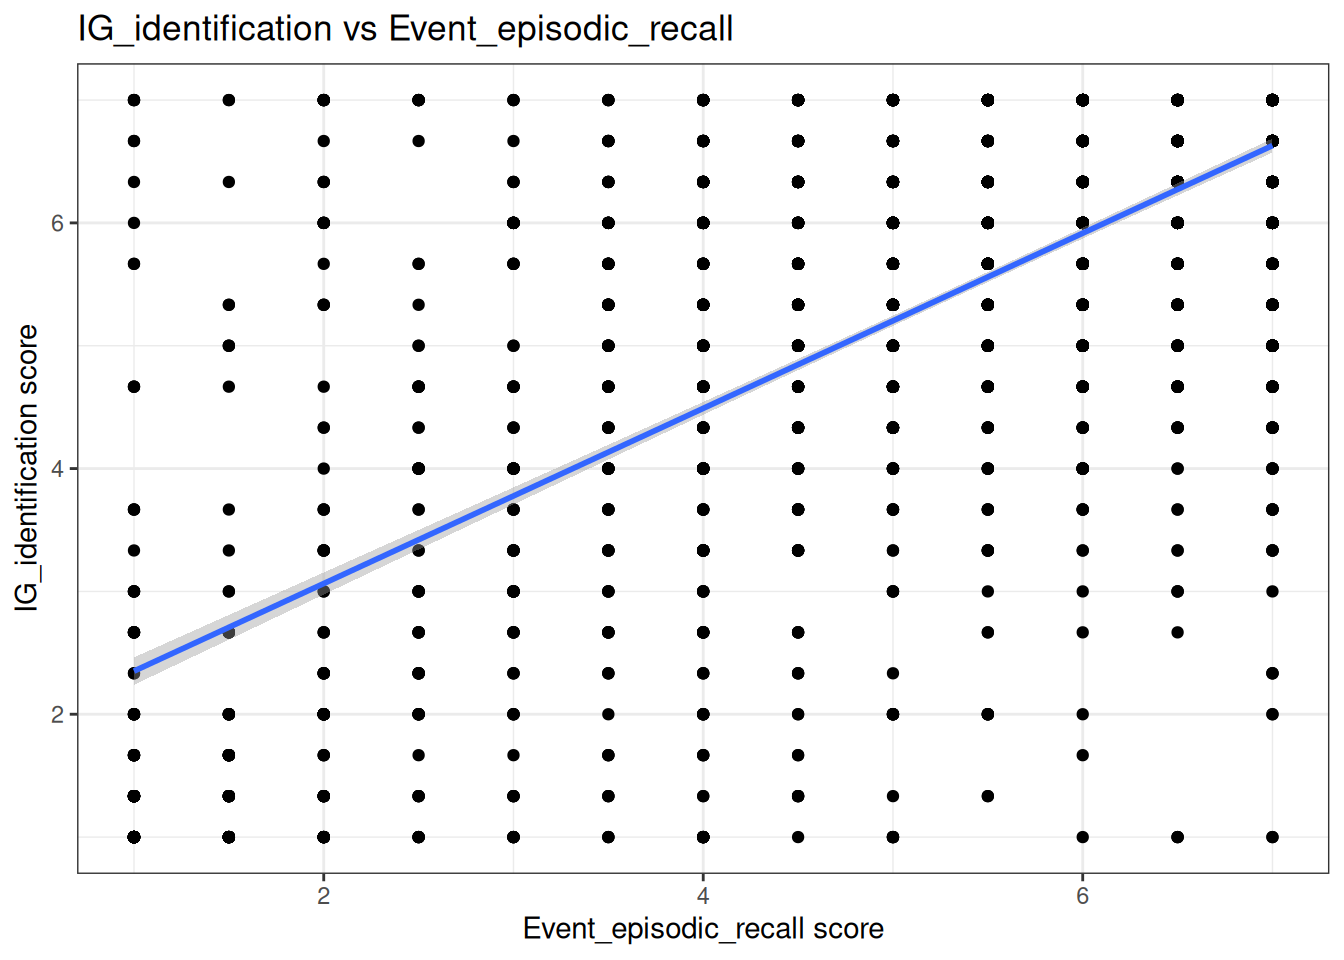 IG_identification vs Event_episodic_recall
IG_identification score
6
4
2
2 4 6
Event_episodic_recall score